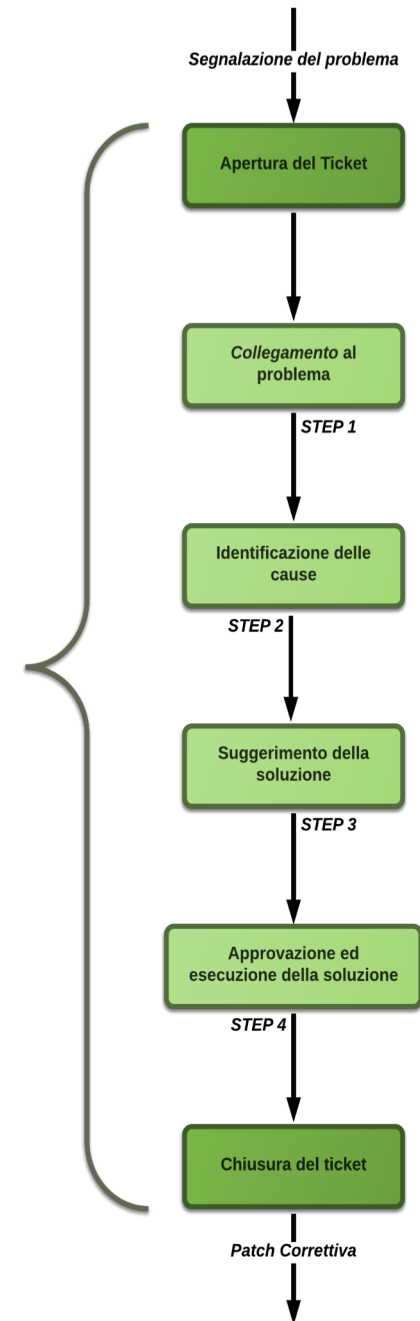 Segnalazione del problema
Apertura del Ticket
Collegamento al
problema
STEP 1
Identificazione delle
cause
STEP 2
Suggerimento della
soluzione
STEP 3
Approvazione ed
esecuzione della soluzione
STEP 4
Chiusura del ticket
Patch Correttiva